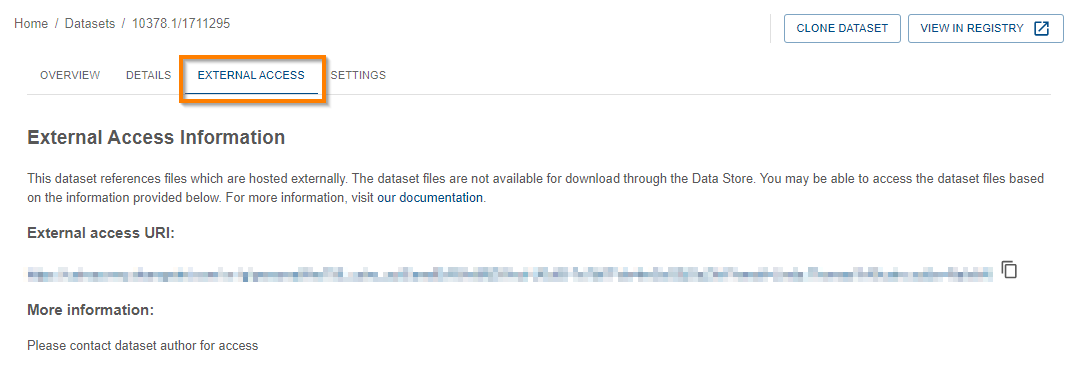 Home / Datasets / 10378.1/1711295
CLONE DATASET
VIEW IN REGISTRY
OVERVIEW
DETAILS
EXTERNAL ACCESS
SETTINGS
External Access Information
This dataset references files which are hosted externally. The dataset files are not available for download through the Data Store. You may be able to access the dataset files based
on the information provided below. For more information, visit our documentation.
External access URI:
More information:
Please contact dataset author for access